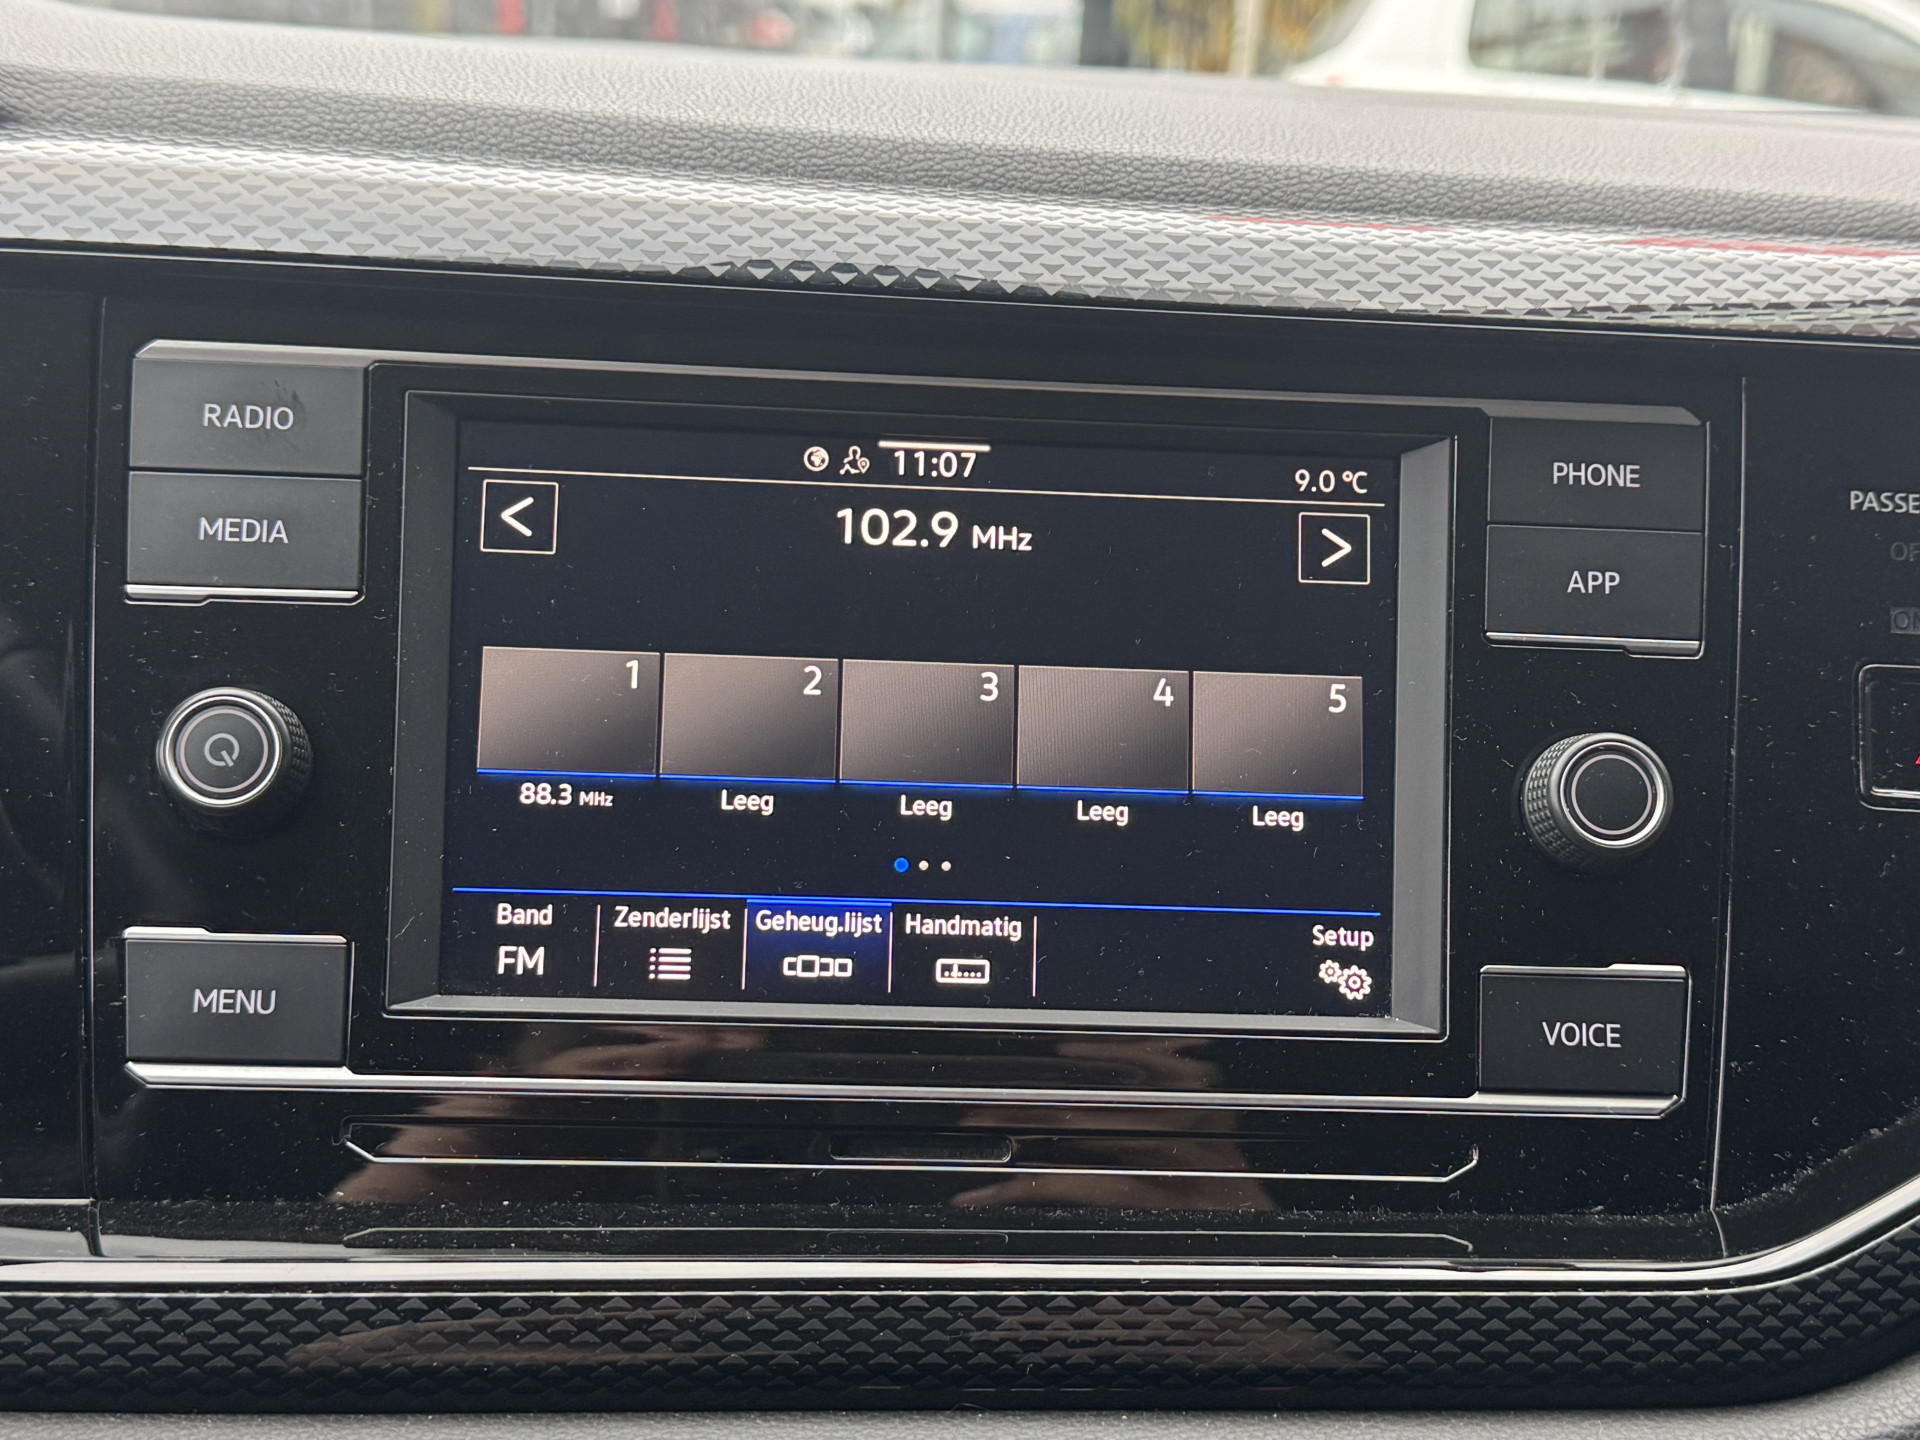 RADIO
MEDIA
MENU
11:07
9.0 °C
<
102.9 MHz
>
1
2
3
4
5
88.3 MHz
Leeg
Leeg
Leeg
Leeg
Band
Zenderlijst
Geheug.lijst
Handmatig
Setup
FM
PHONE
APP
VOICE
PASSE